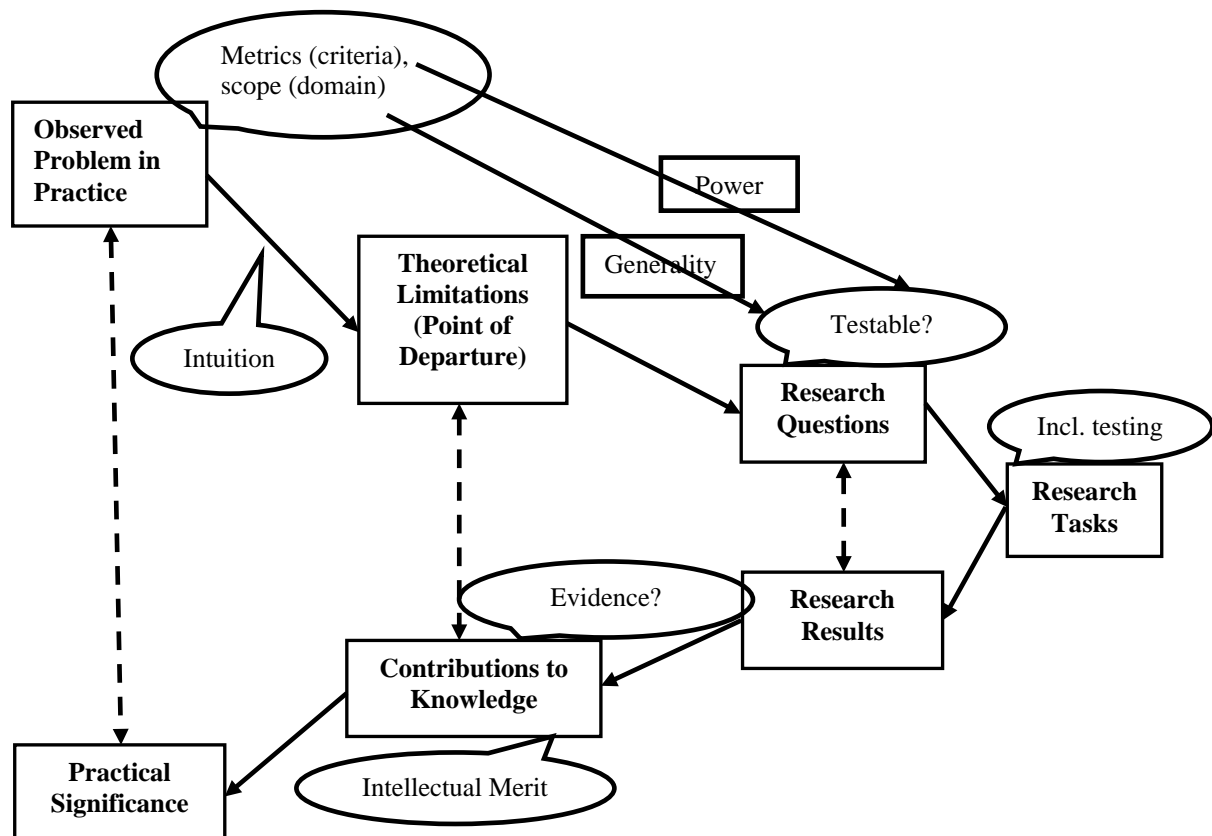 Metrics (criteria),
scope (domain)
Observed
Problem in
Practice
Power
Theoretical
Limitations
(Point of
Departure)
Generality
Testable?
Intuition
Research
Questions
Incl. testing
Research
Tasks
Evidence?
Research
Results
Contributions to
Knowledge
Practical
Significance
Intellectual Merit